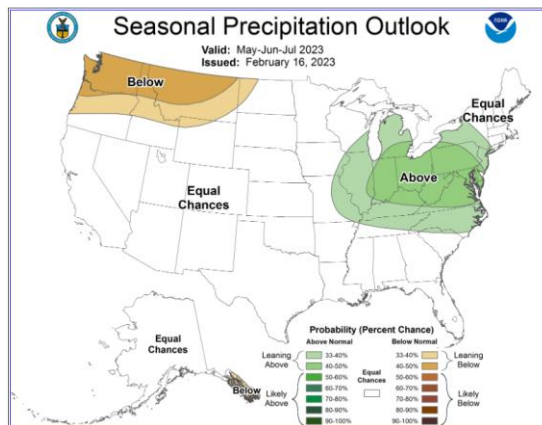 Seasonal Precipitation Outlook
Valid: May-Jun-Jul 2023
Issued: February 16, 2023
Below
Equal
Chances
Above
Equal
Chances
Equal
Chances
Below
Probability (Percent Chance)
Above Normal
Below Normal
Leaning
Above
33-40%
40-50%
Likely
Above
50-60%
60-70%
70-80%
80-90%
90-100%
Equal
Chances
33-40%
40-50%
Leaning
Below
50-60%
60-70%
70-80%
80-90%
90-100%
Likely
Below